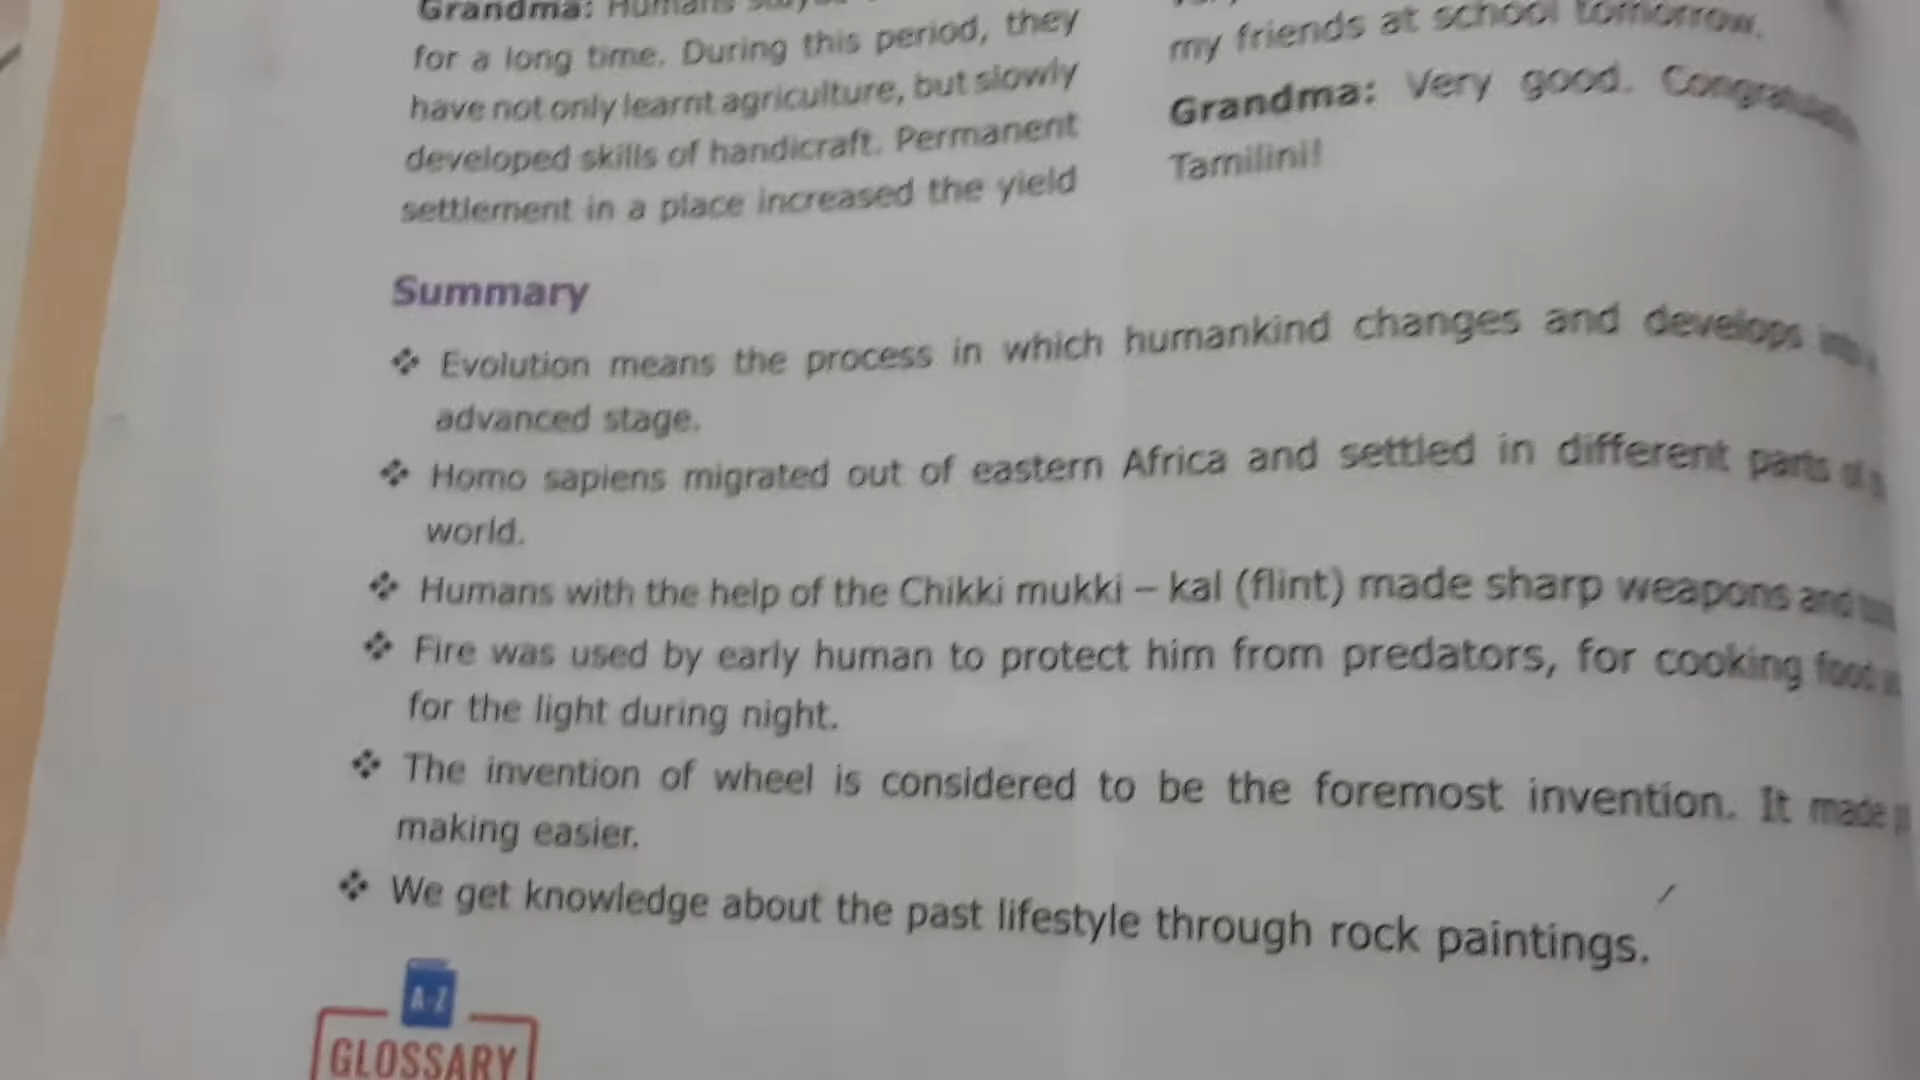 Grandma: Humans
for a long time. During this period, they
have not only learnt agriculture, but slowly
developed skills of handicraft. Permanent
settlement in a place increased the yield
my friends at school tomorrow.
Grandma: Very good.
Tamilini!
Summary
❖ Evolution means the process in which humankind changes and develops
advanced stage.
❖ Homo sapiens migrated out of eastern Africa and settled in different parts
world.
❖ Humans with the help of the Chikki mukki – kal (flint) made sharp weapons and
❖ Fire was used by early human to protect him from predators, for cooking food
for the light during night.
❖ The invention of wheel is considered to be the foremost invention. It made
making easier.
❖ We get knowledge about the past lifestyle through rock paintings.
A-Z
GLOSSARY